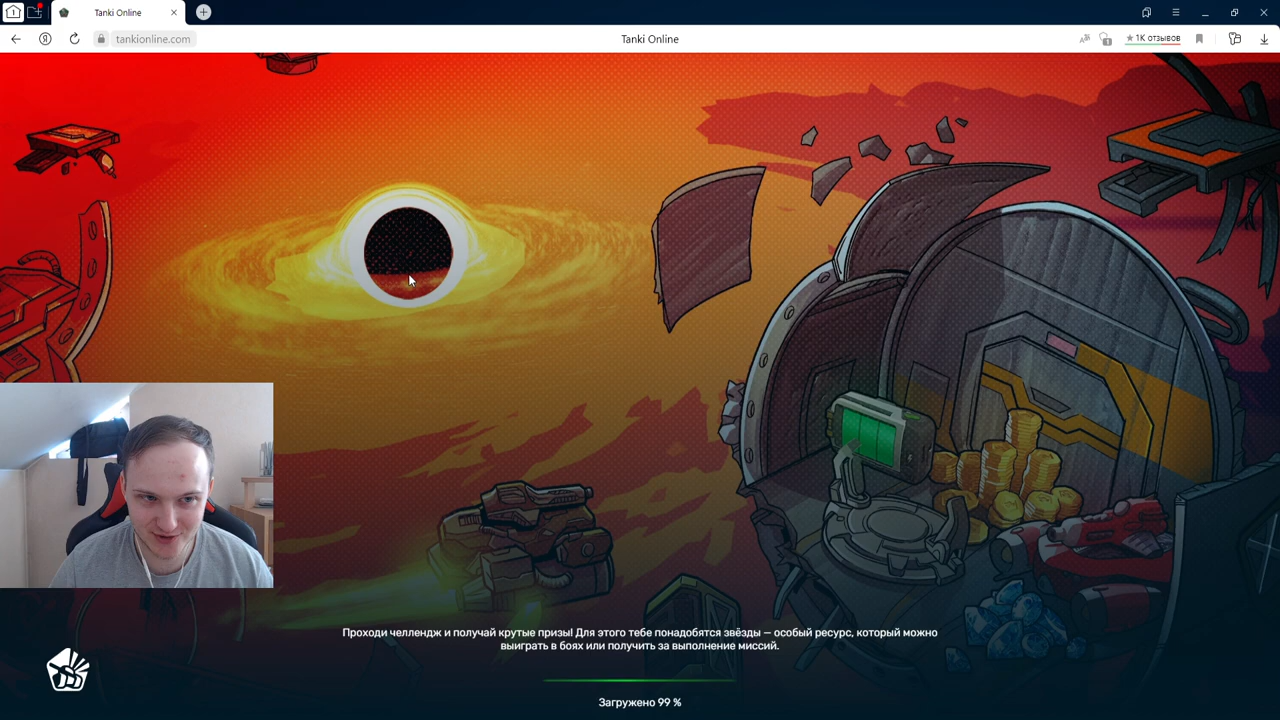 Tanki Online
tankionline.com
Tanki Online
1К отзывов
Проходи челлендж и получай крутые призы! Для этого тебе понадобятся звёзды — особый ресурс, который можно
выиграть в боях или получить за выполнение миссий.
Загружено 99 %